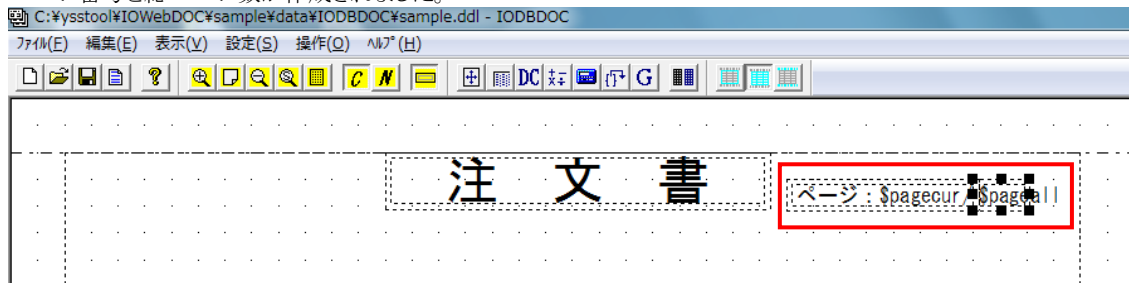 C:¥ysstool¥IOWebDOC¥sample¥data¥IODBDOC¥sample.ddl - IODBDOC
ﾌｧｲﾙ(F) 編集(E) 表示(V) 設定(S) 操作(O) ﾍﾙﾌﾟ(H)
C N DC G
注 文 書
ページ：$pagecur/$pageall